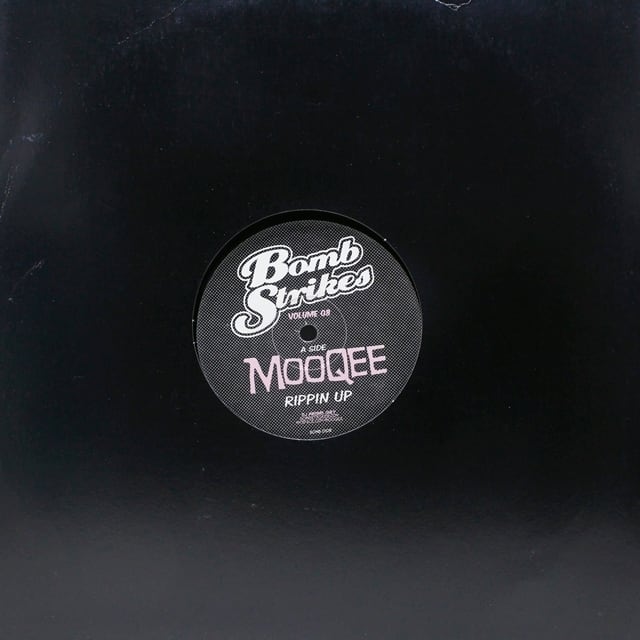 Bomb
Strikes
VOLUME 08
A SIDE
MOOQEE
RIPPIN UP